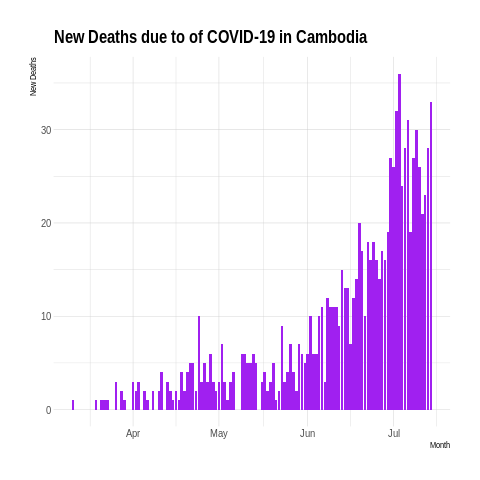 New Deaths due to of COVID-19 in Cambodia
New Deaths
30
20
10
0
Apr May Jun Jul
Month